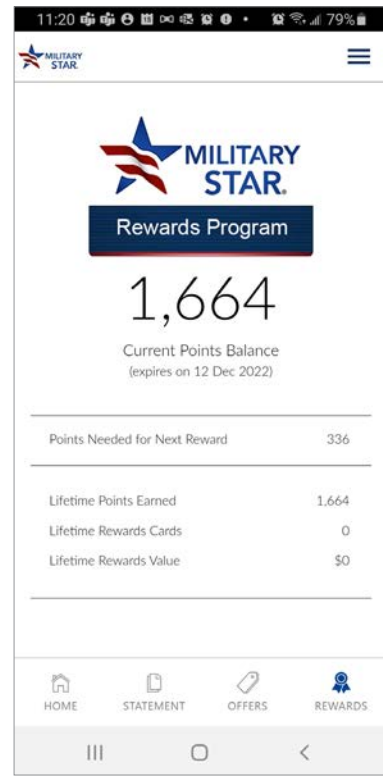 11:20 79%
MILITARY
STAR
MILITARY
STAR.
Rewards Program
1,664
Current Points Balance
(expires on 12 Dec 2022)
Points Needed for Next Reward 336
Lifetime Points Earned 1,664
Lifetime Rewards Cards 0
Lifetime Rewards Value $0
HOME STATEMENT OFFERS REWARDS